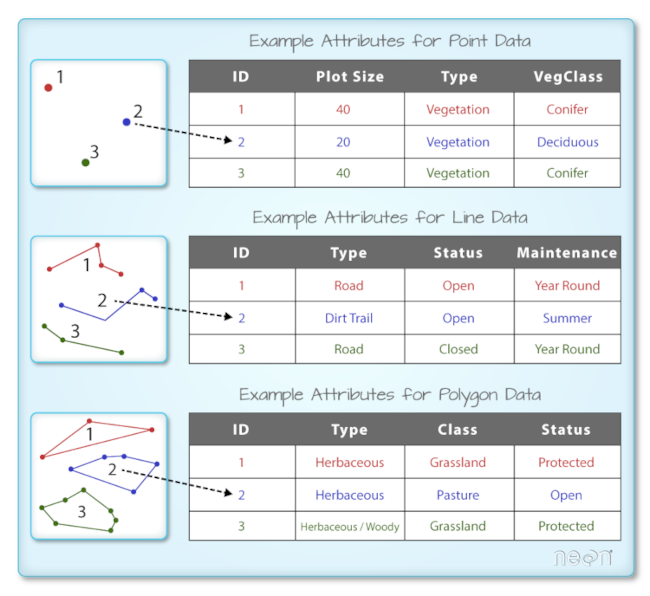 Example Attributes for Point Data
1
2
3
ID Plot Size Type VegClass
1 40 Vegetation Conifer
2 20 Vegetation Deciduous
3 40 Vegetation Conifer
Example Attributes for Line Data
1
2
3
ID Type Status Maintenance
1 Road Open Year Round
2 Dirt Trail Open Summer
3 Road Closed Year Round
Example Attributes for Polygon Data
1
2
3
ID Type Class Status
1 Herbaceous Grassland Protected
2 Herbaceous Pasture Open
3 Herbaceous / Woody Grassland Protected
neon